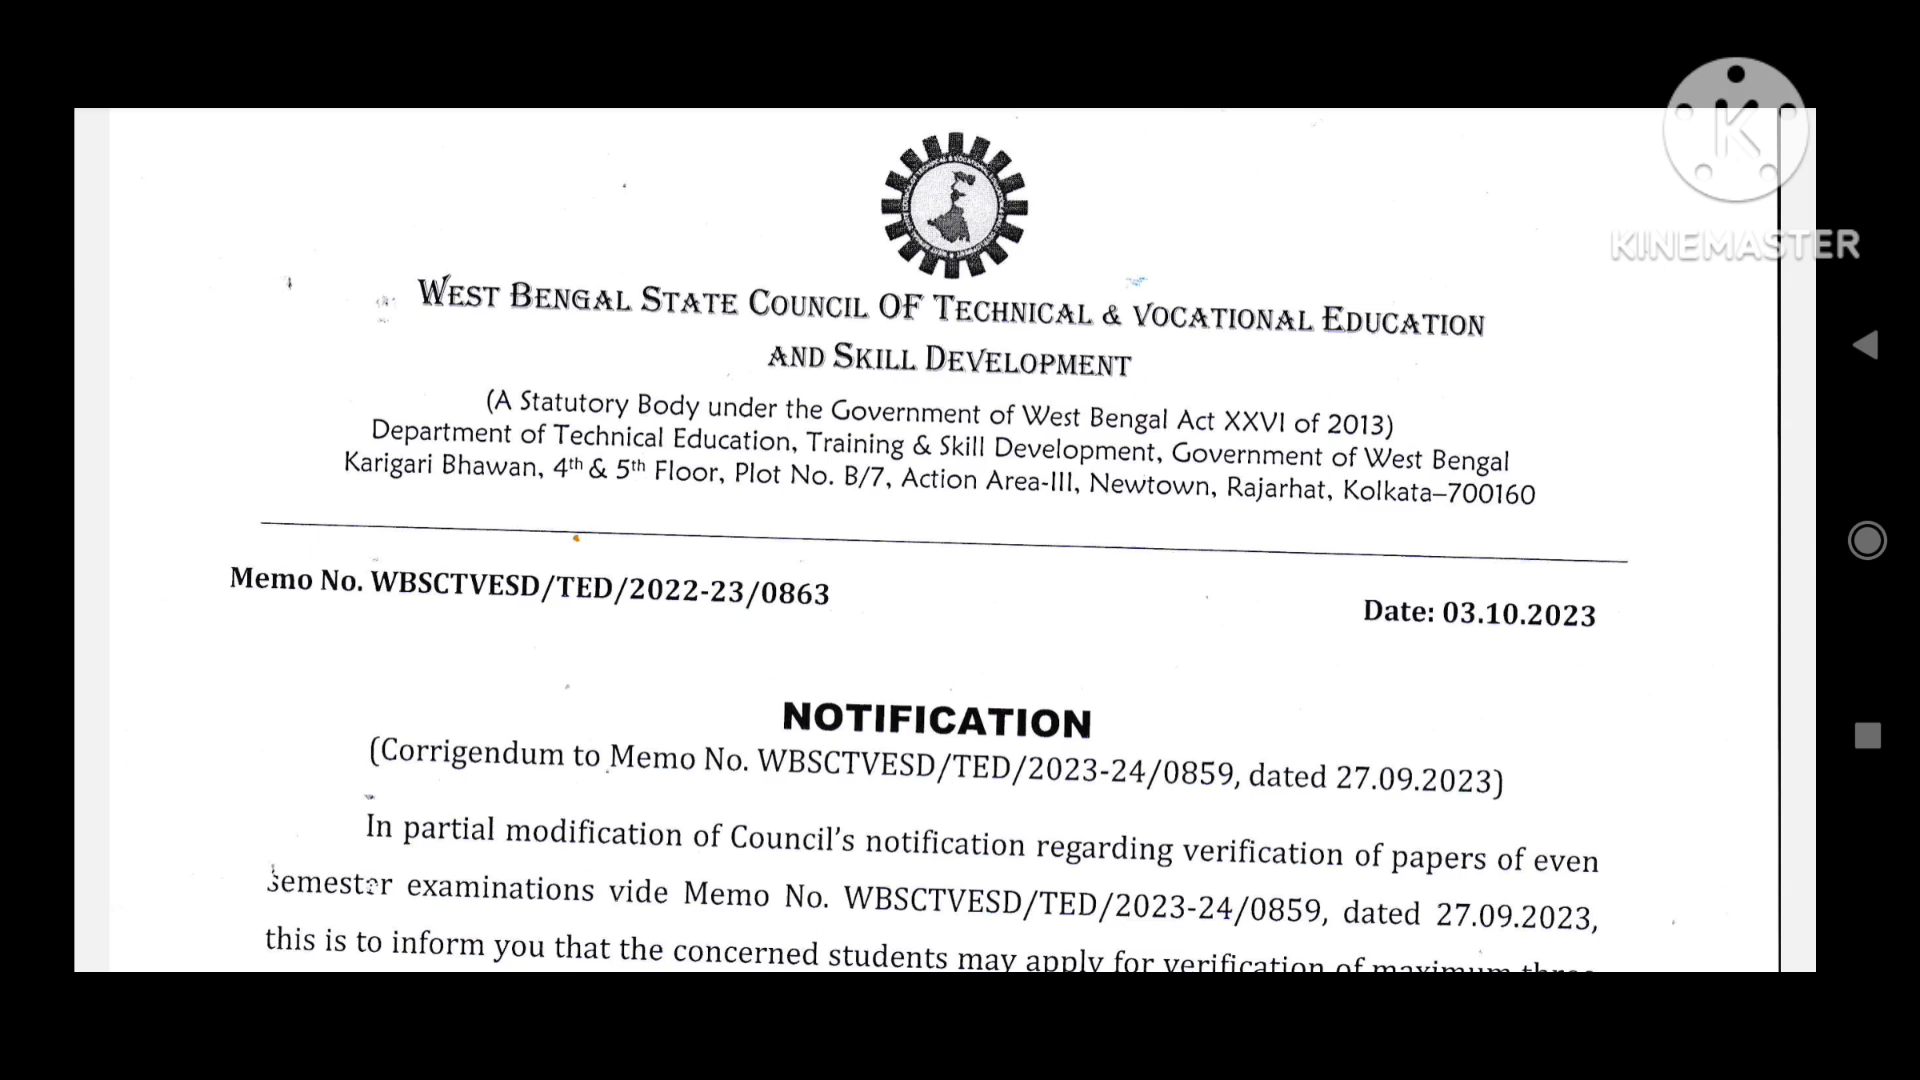 KINEMASTER
WEST BENGAL STATE COUNCIL OF TECHNICAL & VOCATIONAL EDUCATION
AND SKILL DEVELOPMENT
(A Statutory Body under the Government of West Bengal Act XXVI of 2013)
Department of Technical Education, Training & Skill Development, Government of West Bengal
Karigari Bhawan, 4th & 5th Floor, Plot No. B/7, Action Area-III, Newtown, Rajarhat, Kolkata–700160
Memo No. WBSCTVESD/TED/2022-23/0863
Date: 03.10.2023
NOTIFICATION
(Corrigendum to Memo No. WBSCTVESD/TED/2023-24/0859, dated 27.09.2023)
In partial modification of Council’s notification regarding verification of papers of even
semester examinations vide Memo No. WBSCTVESD/TED/2023-24/0859, dated 27.09.2023,
this is to inform you that the concerned students may apply for verification of maximum three